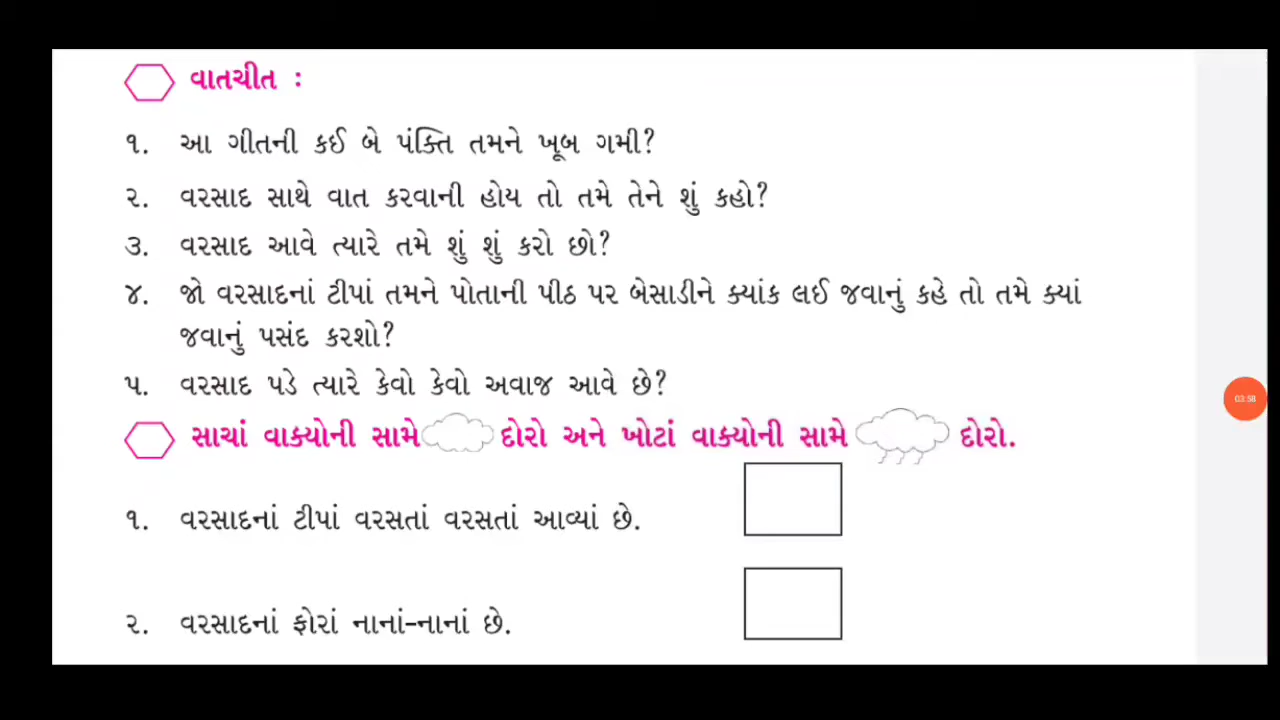 વાતચીત :
૧. આ ગીતની કઈ બે પંક્તિ તમને ખૂબ ગમી?
૨. વરસાદ સાથે વાત કરવાની હોય તો તમે તેને શું કહો?
૩. વરસાદ આવે ત્યારે તમે શું શું કરો છો?
૪. જો વરસાદનાં ટીપાં તમને પોતાની પીઠ પર બેસાડીને ક્યાંક લઈ જવાનું કહે તો તમે ક્યાં
જવાનું પસંદ કરશો?
૫. વરસાદ પડે ત્યારે કેવો કેવો અવાજ આવે છે?
સાચાં વાક્યોની સામે દોરો અને ખોટાં વાક્યોની સામે દોરો.
૧. વરસાદનાં ટીપાં વરસતાં વરસતાં આવ્યાં છે.
૨. વરસાદનાં ફોરાં નાનાં-નાનાં છે.
03:58